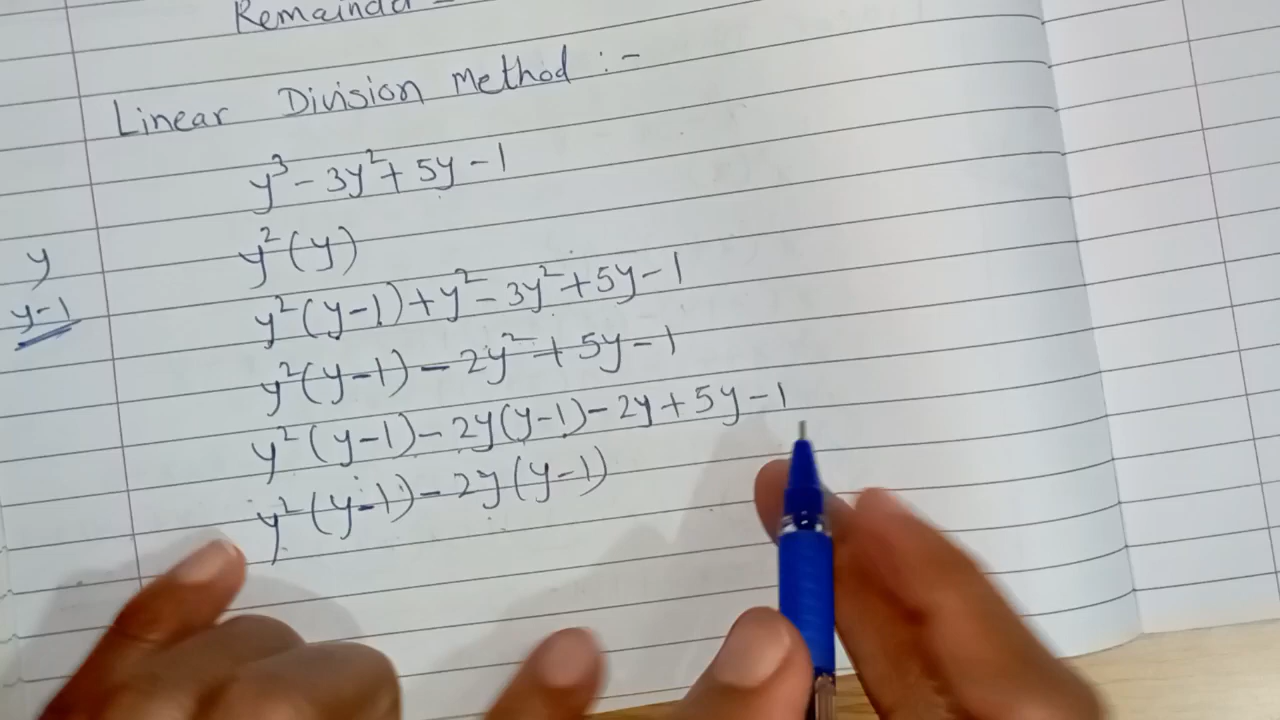 Remainda
Linear Division Method :-
y³ - 3y² + 5y - 1
y² (y)
y
y² (y-1) + y² - 3y² + 5y - 1
y-1
y² (y-1) - 2y² + 5y - 1
y² (y-1) - 2y(y-1) - 2y + 5y - 1
y² (y-1) - 2y (y-1)